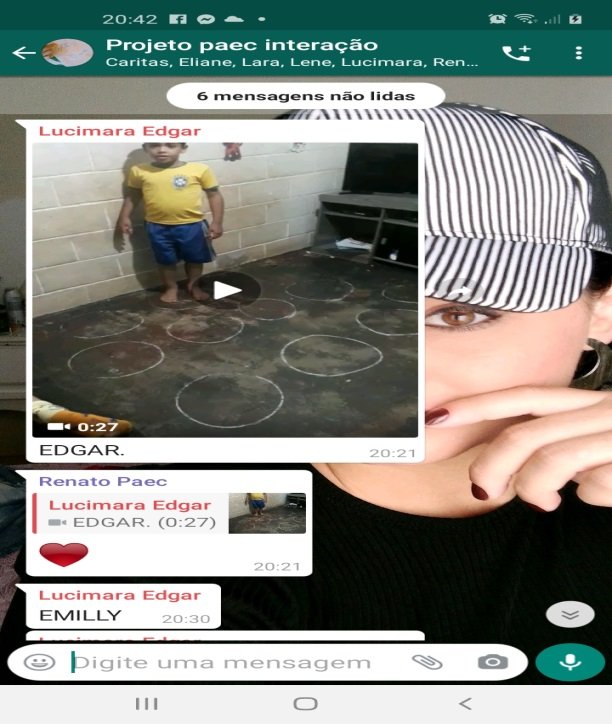 20:42
Projeto paec interação
Caritas, Eliane, Lara, Lene, Lucimara, Ren...
6 mensagens não lidas
Lucimara Edgar
0:27
EDGAR.
20:21
Renato Paec
Lucimara Edgar
EDGAR. (0:27)
20:21
Lucimara Edgar
EMILLY
20:30
Lucimara Edgar
Digite uma mensagem